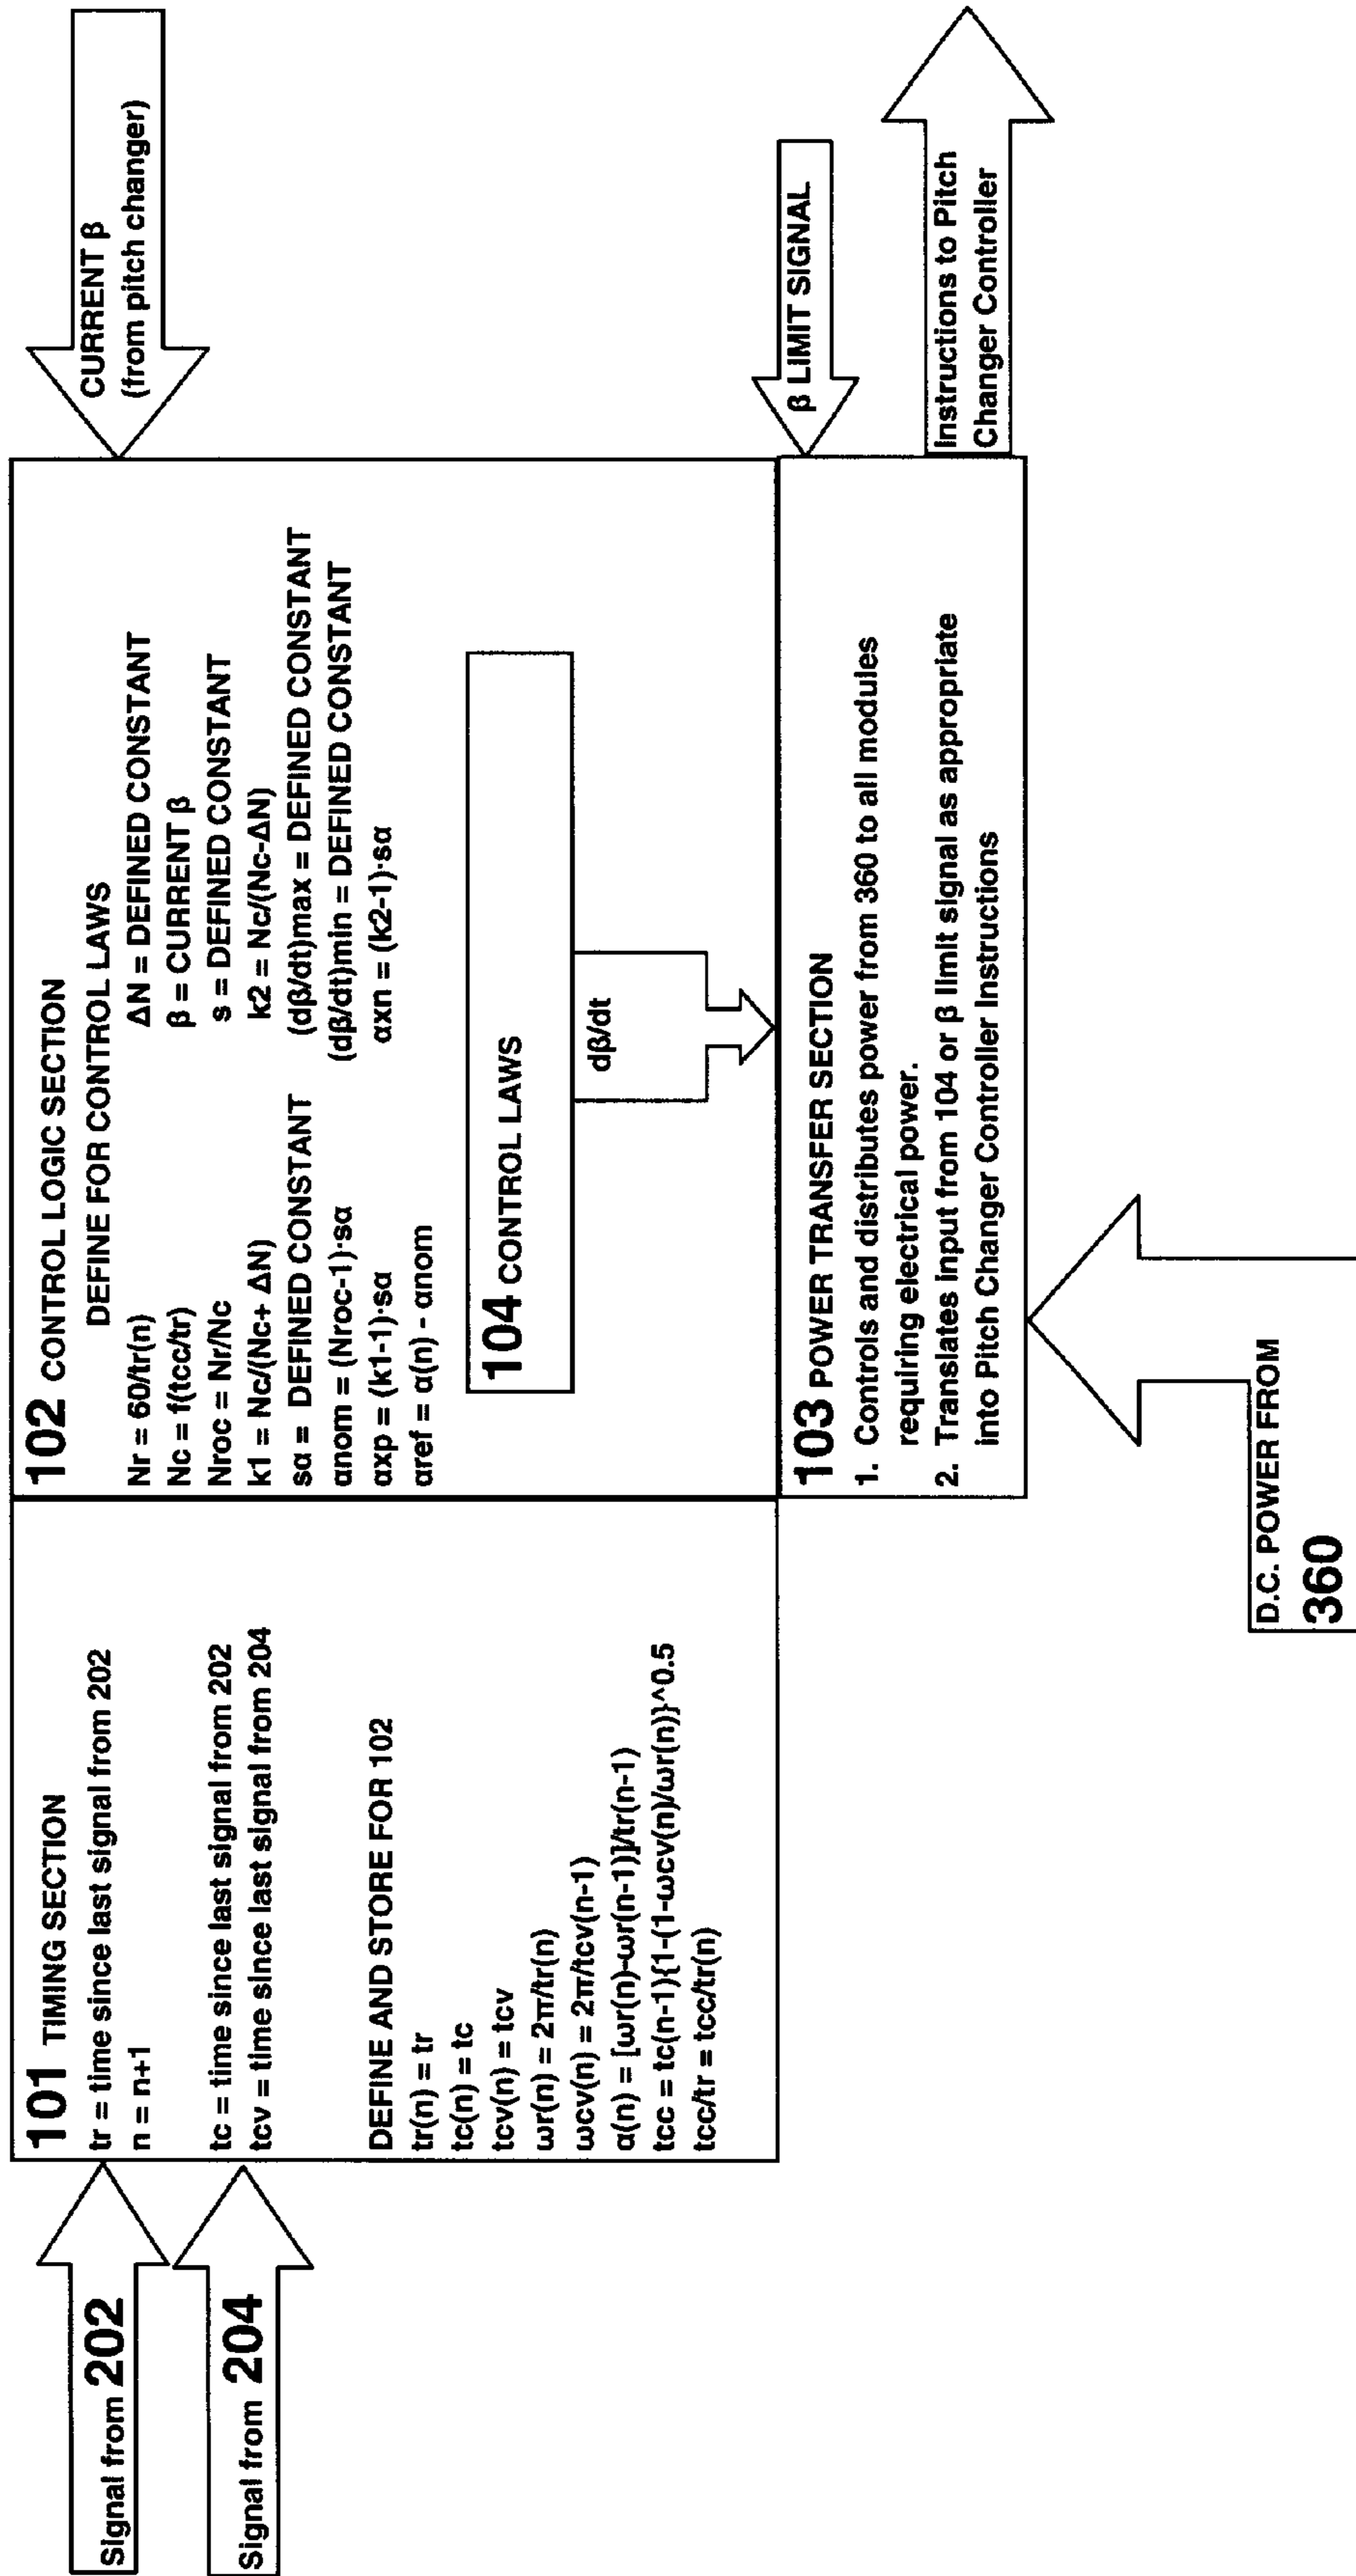 Signal from 202
Signal from 204
101 TIMING SECTION
tr = time since last signal from 202
n = n+1
tc = time since last signal from 202
tcv = time since last signal from 204
DEFINE AND STORE FOR 102
tr(n) = tr
tc(n) = tc
tcv(n) = tcv
ωr(n) = 2π/tr(n)
ωcv(n) = 2π/tcv(n-1)
α(n) = [ωr(n)-ωr(n-1)]/tr(n-1)
tcc = tc(n-1){1-(1-ωcv(n)/ωr(n)}^0.5
tcc/tr = tcc/tr(n)
102 CONTROL LOGIC SECTION
DEFINE FOR CONTROL LAWS
Nr = 60/tr(n)
Nc = f(tcc/tr)
Nroc = Nr/Nc
k1 = Nc/(Nc+ ΔN)
sα = DEFINED CONSTANT
αnom = (Nroc-1)·sα
αxp = (k1-1)·sα
αref = α(n) - αnom
ΔN = DEFINED CONSTANT
β = CURRENT β
s = DEFINED CONSTANT
k2 = Nc/(Nc-ΔN)
(dβ/dt)max = DEFINED CONSTANT
(dβ/dt)min = DEFINED CONSTANT
αxn = (k2-1)·sα
104 CONTROL LAWS
dβ/dt
CURRENT β
(from pitch changer)
103 POWER TRANSFER SECTION
1. Controls and distributes power from 360 to all modules
requiring electrical power.
2. Translates input from 104 or β limit signal as appropriate
into Pitch Changer Controller Instructions
β LIMIT SIGNAL
Instructions to Pitch
Changer Controller
D.C. POWER FROM
360